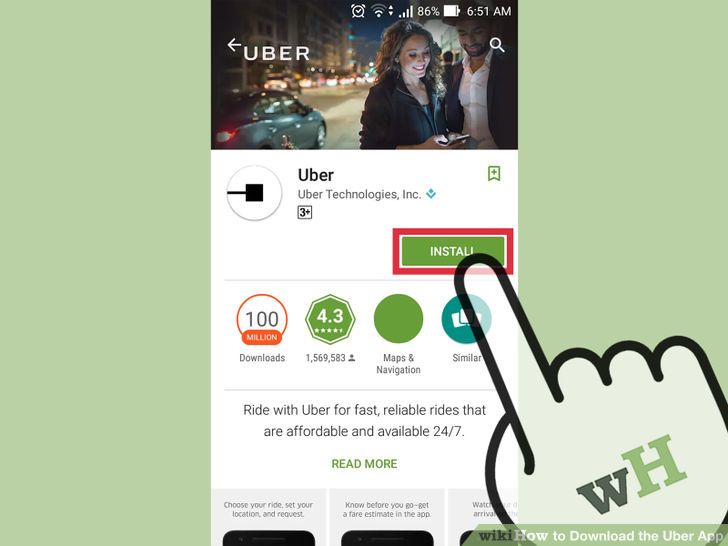 86% 6:51 AM
UBER
Uber
Uber Technologies, Inc.
3+
INSTALL
100
MILLION
4.3
Downloads
1,569,583
Maps &
Navigation
Similar
Ride with Uber for fast, reliable rides that
are affordable and available 24/7.
READ MORE
Choose your ride, set your
location, and request.
Know before you go–get
a fare estimate in the app.
Watch your d
arrival
wH
wikiHow to Download the Uber App